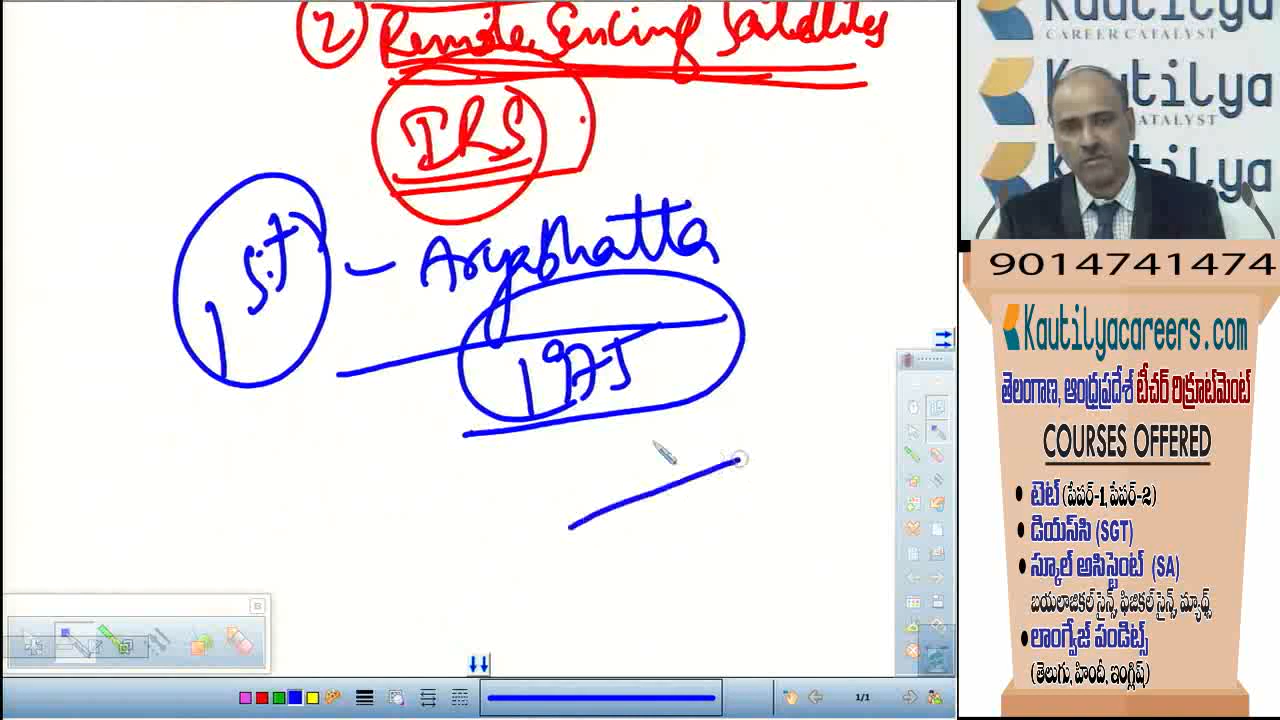 ② Remote Sencing Satellites
IRS
1st - Aryabhatta
1975
1/1
Kautilya
CAREER CATALYST
Kautilya
CATALYST
Kautilya
9014741474
Kautilyacareers.com
తెలంగాణ, ఆంధ్రప్రదేశ్ టీచర్ రిక్రూట్‌మెంట్
COURSES OFFERED
• టెట్ (పేపర్-1, పేపర్-2)
• డియస్‌సి (SGT)
• స్కూల్ అసిస్టెంట్ (SA)
బయలాజికల్ సైన్స్, ఫిజికల్ సైన్స్, మ్యాథ్స్
• లాంగ్వేజ్ పండిట్స్
(తెలుగు, హిందీ, ఇంగ్లిష్)